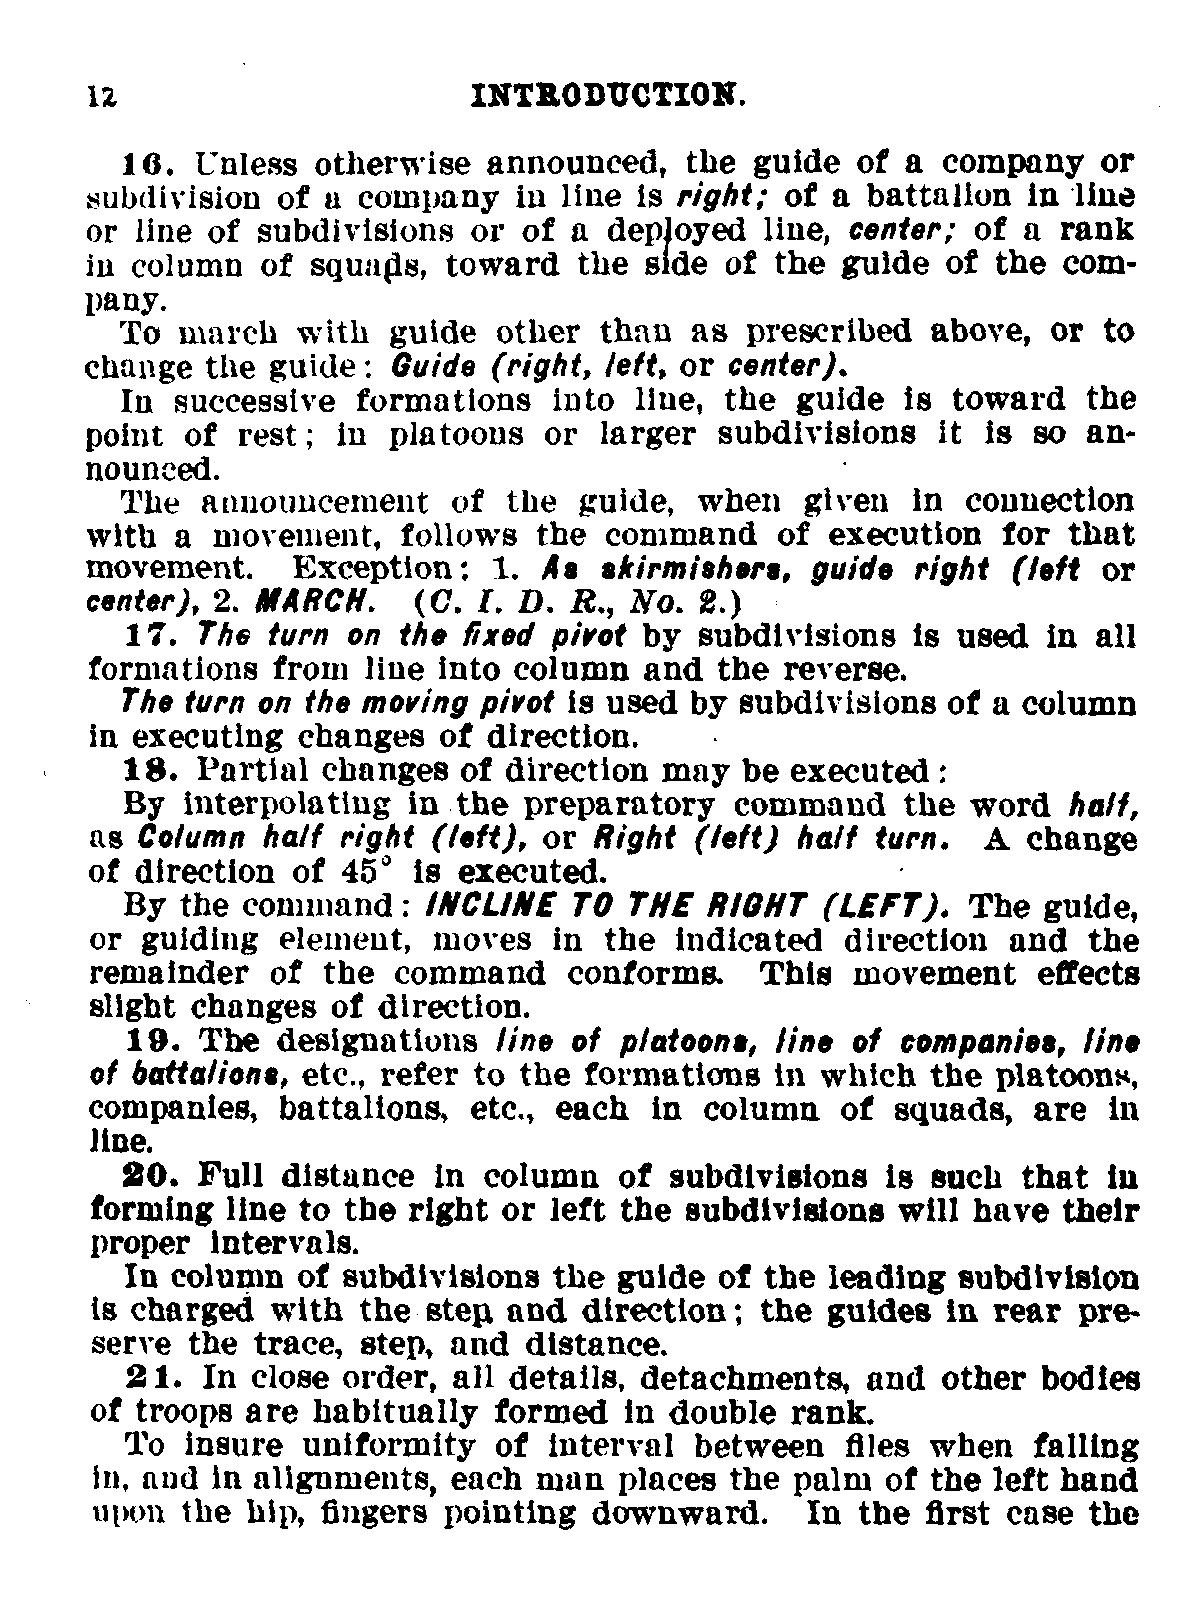 12 INTRODUCTION.
16. Unless otherwise announced, the guide of a company or
subdivision of a company in line is right; of a battalion in line
or line of subdivisions or of a deployed line, center; of a rank
in column of squads, toward the side of the guide of the com-
pany.
To march with guide other than as prescribed above, or to
change the guide: Guide (right, left, or center).
In successive formations into line, the guide is toward the
point of rest; in platoons or larger subdivisions it is so an-
nounced.
The announcement of the guide, when given in connection
with a movement, follows the command of execution for that
movement. Exception: 1. As skirmishers, guide right (left or
center), 2. MARCH. (C. I. D. R., No. 2.)
17. The turn on the fixed pivot by subdivisions is used in all
formations from line into column and the reverse.
The turn on the moving pivot is used by subdivisions of a column
in executing changes of direction.
18. Partial changes of direction may be executed:
By interpolating in the preparatory command the word half,
as Column half right (left), or Right (left) half turn. A change
of direction of 45° is executed.
By the command: INCLINE TO THE RIGHT (LEFT). The guide,
or guiding element, moves in the indicated direction and the
remainder of the command conforms. This movement effects
slight changes of direction.
19. The designations line of platoons, line of companies, line
of battalions, etc., refer to the formations in which the platoons,
companies, battalions, etc., each in column of squads, are in
line.
20. Full distance in column of subdivisions is such that in
forming line to the right or left the subdivisions will have their
proper intervals.
In column of subdivisions the guide of the leading subdivision
is charged with the step and direction; the guides in rear pre-
serve the trace, step, and distance.
21. In close order, all details, detachments, and other bodies
of troops are habitually formed in double rank.
To insure uniformity of interval between files when falling
in, and in alignments, each man places the palm of the left hand
upon the hip, fingers pointing downward. In the first case the